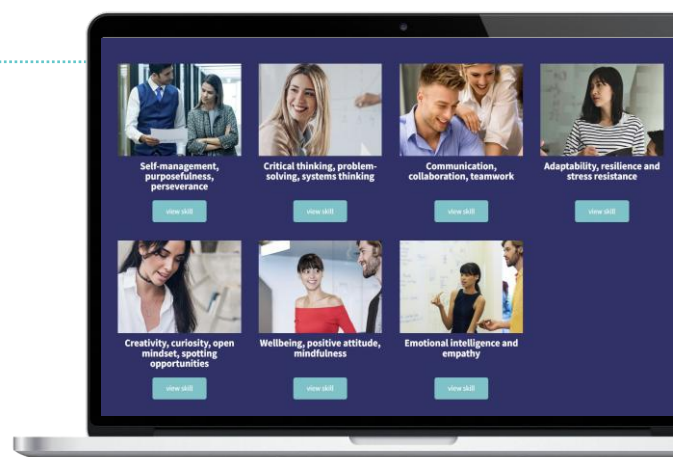 Self-management,
purposefulness,
perseverance
Critical thinking, problem-
solving, systems thinking
Communication,
collaboration, teamwork
Adaptability, resilience and
stress resistance
view skill
view skill
view skill
view skill
Creativity, curiosity, open
mindset, spotting
opportunities
Wellbeing, positive attitude,
mindfulness
Emotional intelligence and
empathy
view skill
view skill
view skill